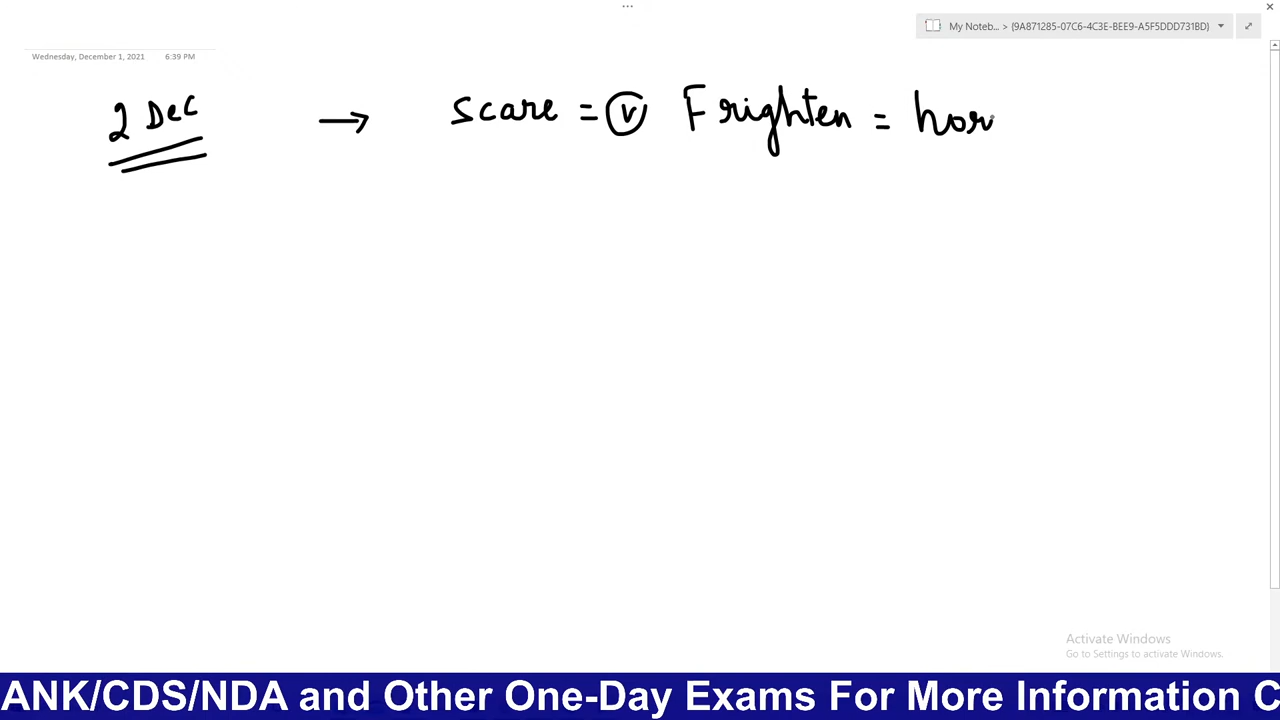 ...
My Noteb... > {9A871285-07C6-4C3E-BEE9-A5F5DDD731BD}
Wednesday, December 1, 2021 6:39 PM
2 Dec → scare = (v) Frighten = hor
Activate Windows
Go to Settings to activate Windows.
ANK/CDS/NDA and Other One-Day Exams For More Information C